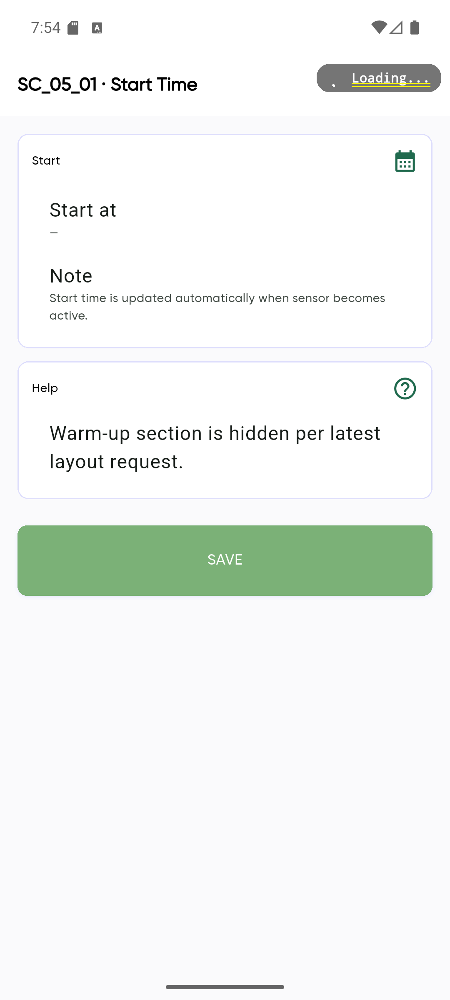 7:54
SC_05_01 · Start Time
Loading...
Start
Start at
–
Note
Start time is updated automatically when sensor becomes
active.
Help
Warm-up section is hidden per latest
layout request.
SAVE